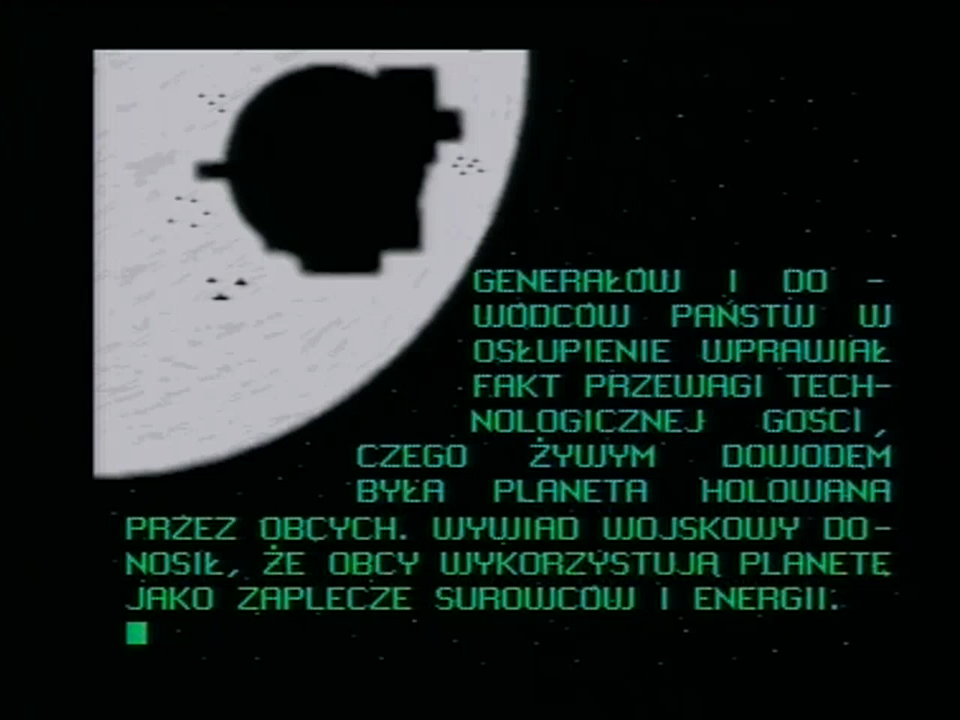 GENERAŁÓW I DO -
WÓDCÓW PAŃSTW W
OSŁUPIENIE WPRAWIAŁ
FAKT PRZEWAGI TECH-
NOLOGICZNEJ GOŚCI,
CZEGO ŻYWYM DOWODEM
BYŁA PLANETA HOLOWANA
PRZEZ OBCYCH. WYWIAD WOJSKOWY DO-
NOSIŁ, ŻE OBCY WYKORZYSTUJĄ PLANETĘ
JAKO ZAPLECZE SUROWCÓW I ENERGII.